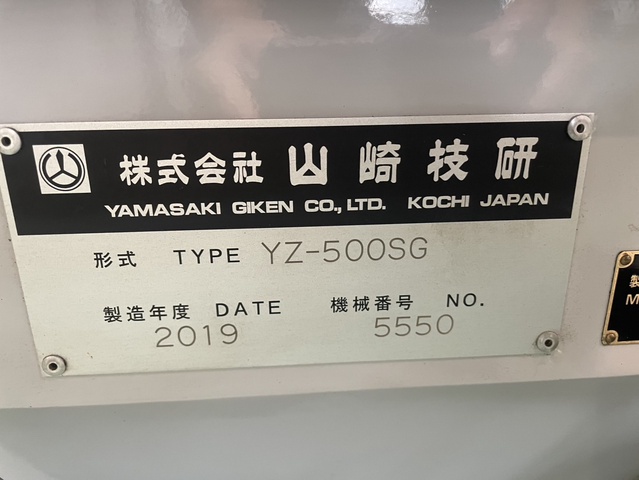 株式会社 山崎技研
YAMASAKI GIKEN CO., LTD. KOCHI JAPAN
形式 TYPE YZ-500SG
製造年度 DATE 機械番号 NO.
2019 5550
製
M